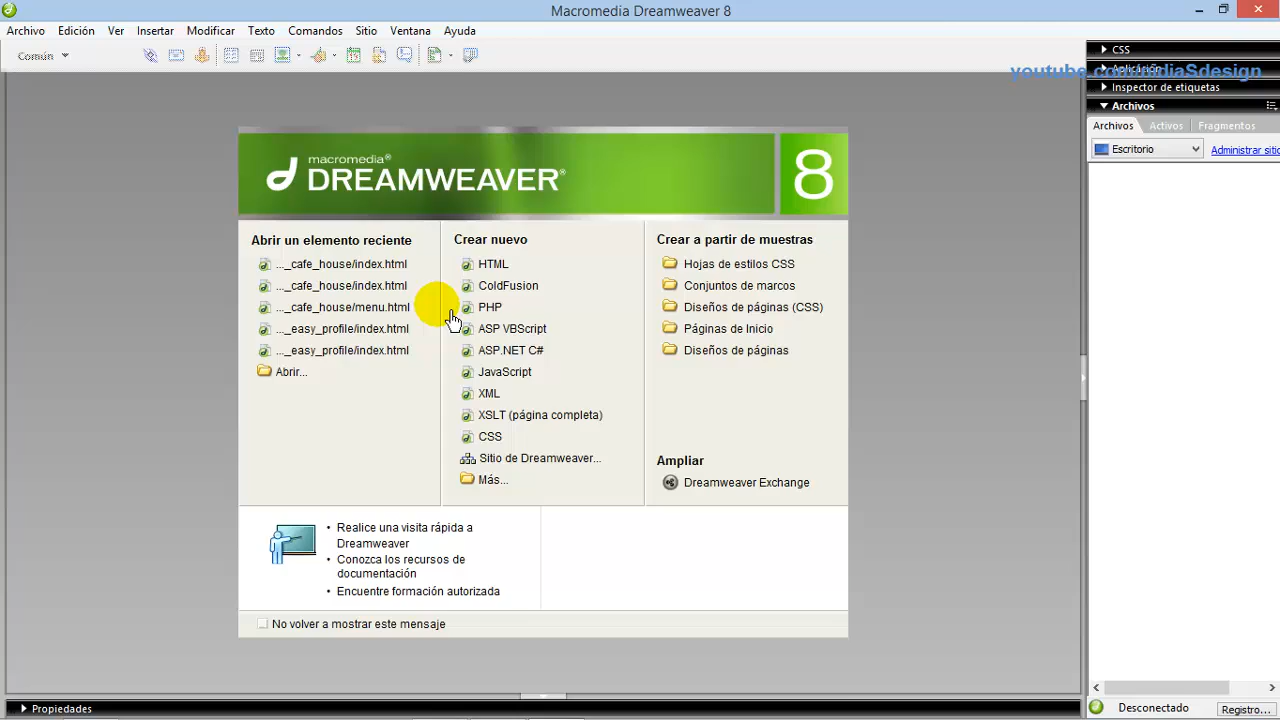 Macromedia Dreamweaver 8
Archivo Edición Ver Insertar Modificar Texto Comandos Sitio Ventana Ayuda
Común
CSS
youtube.com/nidiaSdesign
Inspector de etiquetas
Archivos
Archivos Activos Fragmentos
Escritorio Administrar sitio
macromedia®
DREAMWEAVER®
8
Abrir un elemento reciente
..._cafe_house/index.html
..._cafe_house/index.html
..._cafe_house/menu.html
..._easy_profile/index.html
..._easy_profile/index.html
Abrir...
Crear nuevo
HTML
ColdFusion
PHP
ASP VBScript
ASP.NET C#
JavaScript
XML
XSLT (página completa)
CSS
Sitio de Dreamweaver...
Más...
Crear a partir de muestras
Hojas de estilos CSS
Conjuntos de marcos
Diseños de páginas (CSS)
Páginas de Inicio
Diseños de páginas
Ampliar
Dreamweaver Exchange
• Realice una visita rápida a
Dreamweaver
• Conozca los recursos de
documentación
• Encuentre formación autorizada
No volver a mostrar este mensaje
Propiedades
Desconectado Registro...